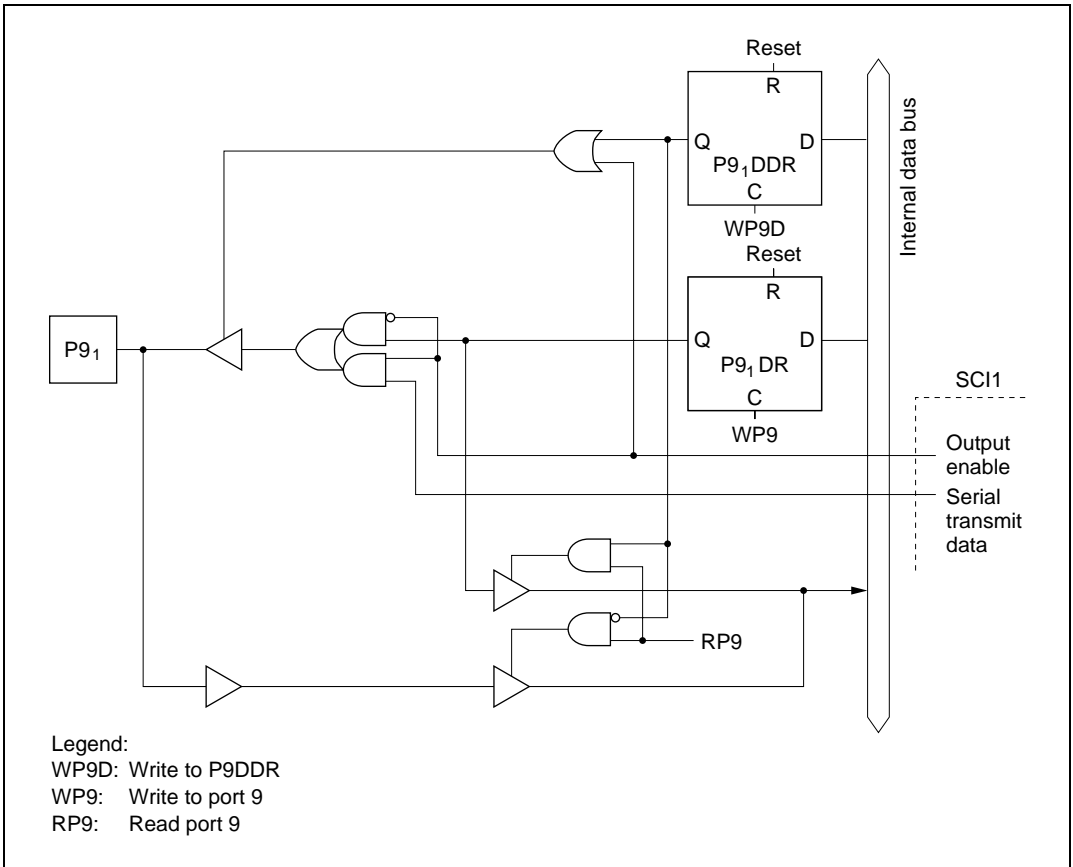 Reset
R
Q
D
P9₁DDR
C
WP9D
Internal data bus
Reset
R
P9₁
Q
D
P9₁DR
C
WP9
SCI1
Output
enable
Serial
transmit
data
RP9
Legend:
WP9D: Write to P9DDR
WP9: Write to port 9
RP9: Read port 9